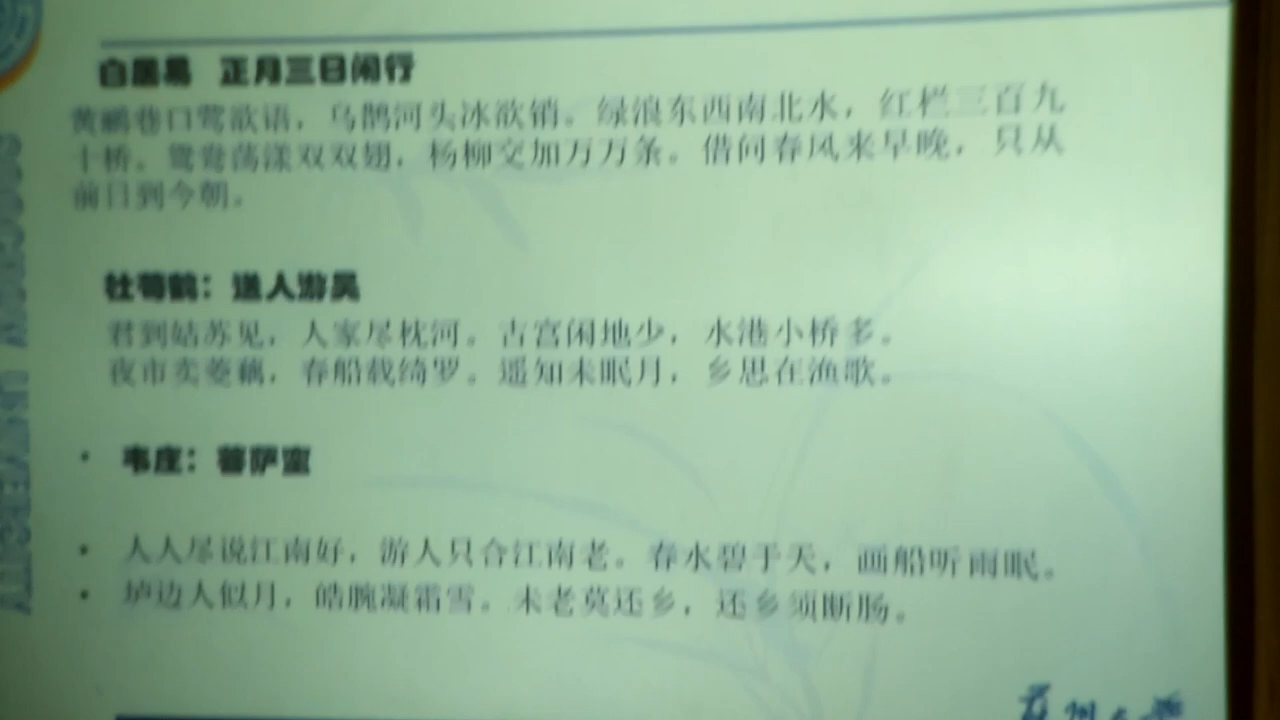 白居易 正月三日闲行
黄鹂巷口莺欲语，乌鹊河头冰欲销。绿浪东西南北水，红栏三百九
十桥。鸳鸯荡漾双双翅，杨柳交加万万条。借问春风来早晚，只从
前日到今朝。
杜荀鹤：送人游吴
君到姑苏见，人家尽枕河。古宫闲地少，水港小桥多。
夜市卖菱藕，春船载绮罗。遥知未眠月，乡思在渔歌。
• 韦庄：菩萨蛮
• 人人尽说江南好，游人只合江南老。春水碧于天，画船听雨眠。
• 垆边人似月，皓腕凝霜雪。未老莫还乡，还乡须断肠。
SOOCHOW UNIVERSITY
苏州大学